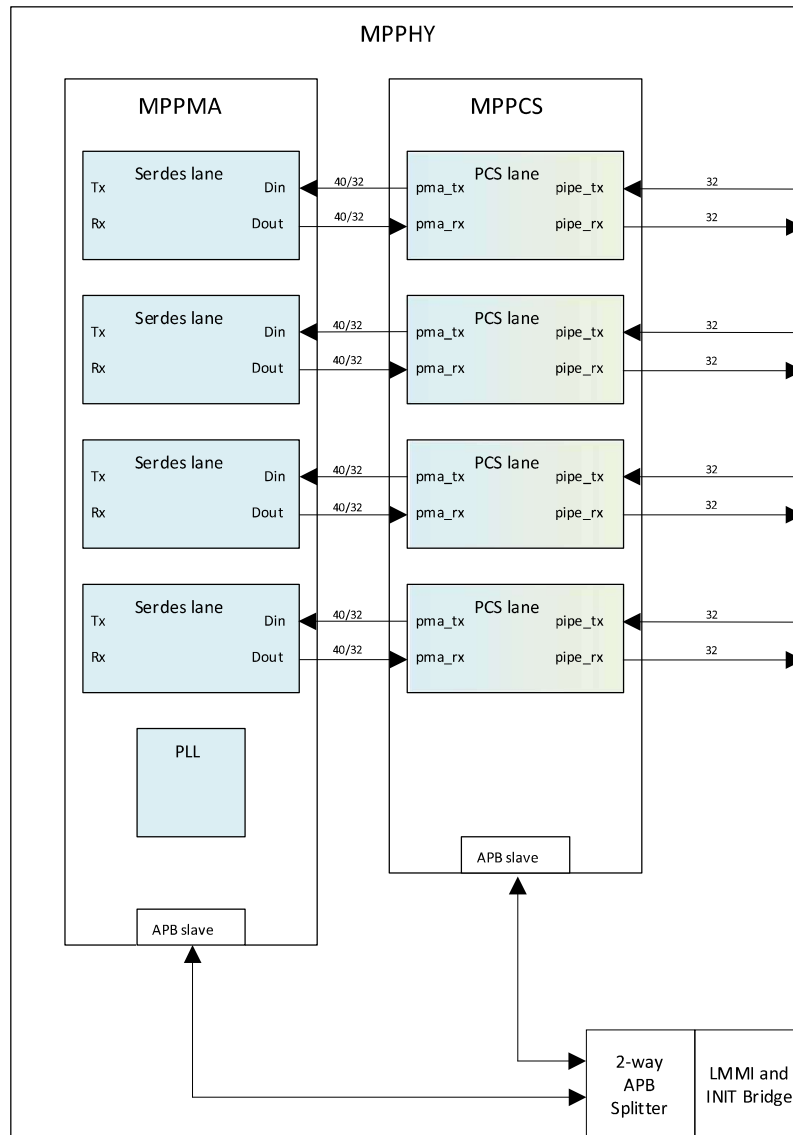 MPPHY
MPPMA
MPPCS
Serdes lane
Tx
Din
Rx
Dout
40/32
40/32
PCS lane
pma_tx
pipe_tx
pma_rx
pipe_rx
32
32
Serdes lane
Tx
Din
Rx
Dout
40/32
40/32
PCS lane
pma_tx
pipe_tx
pma_rx
pipe_rx
32
32
Serdes lane
Tx
Din
Rx
Dout
40/32
40/32
PCS lane
pma_tx
pipe_tx
pma_rx
pipe_rx
32
32
Serdes lane
Tx
Din
Rx
Dout
40/32
40/32
PCS lane
pma_tx
pipe_tx
pma_rx
pipe_rx
32
32
PLL
APB slave
APB slave
2-way
APB
Splitter
LMMI and
INIT Bridge